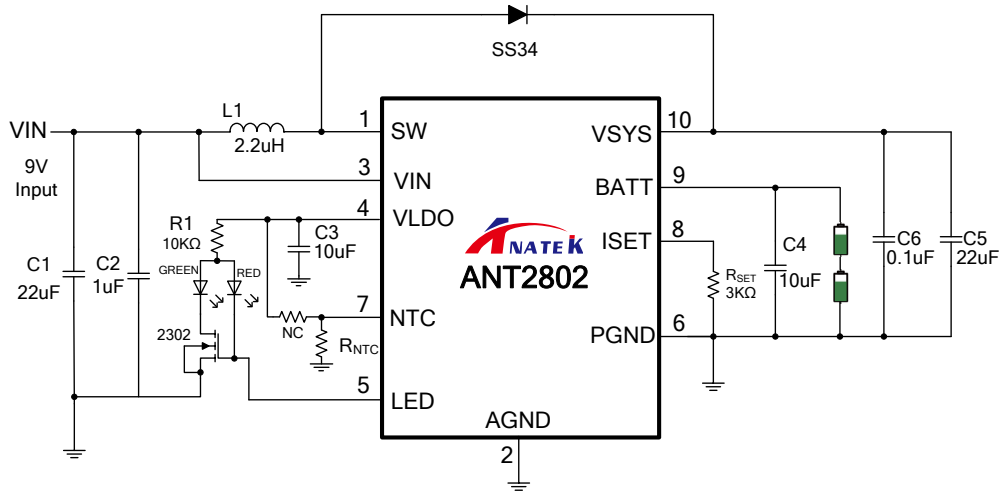 SS34
L1
2.2uH
VIN
9V
Input
1
SW
3
VIN
4
VLDO
R1
10KΩ
C3
10uF
GREEN
RED
C1
22uF
C2
1uF
2302
NC
RNTC
7
NTC
5
LED
ANATEK
ANT2802
AGND
2
VSYS
10
BATT
9
ISET
8
PGND
6
RSET
3KΩ
C4
10uF
C6
0.1uF
C5
22uF